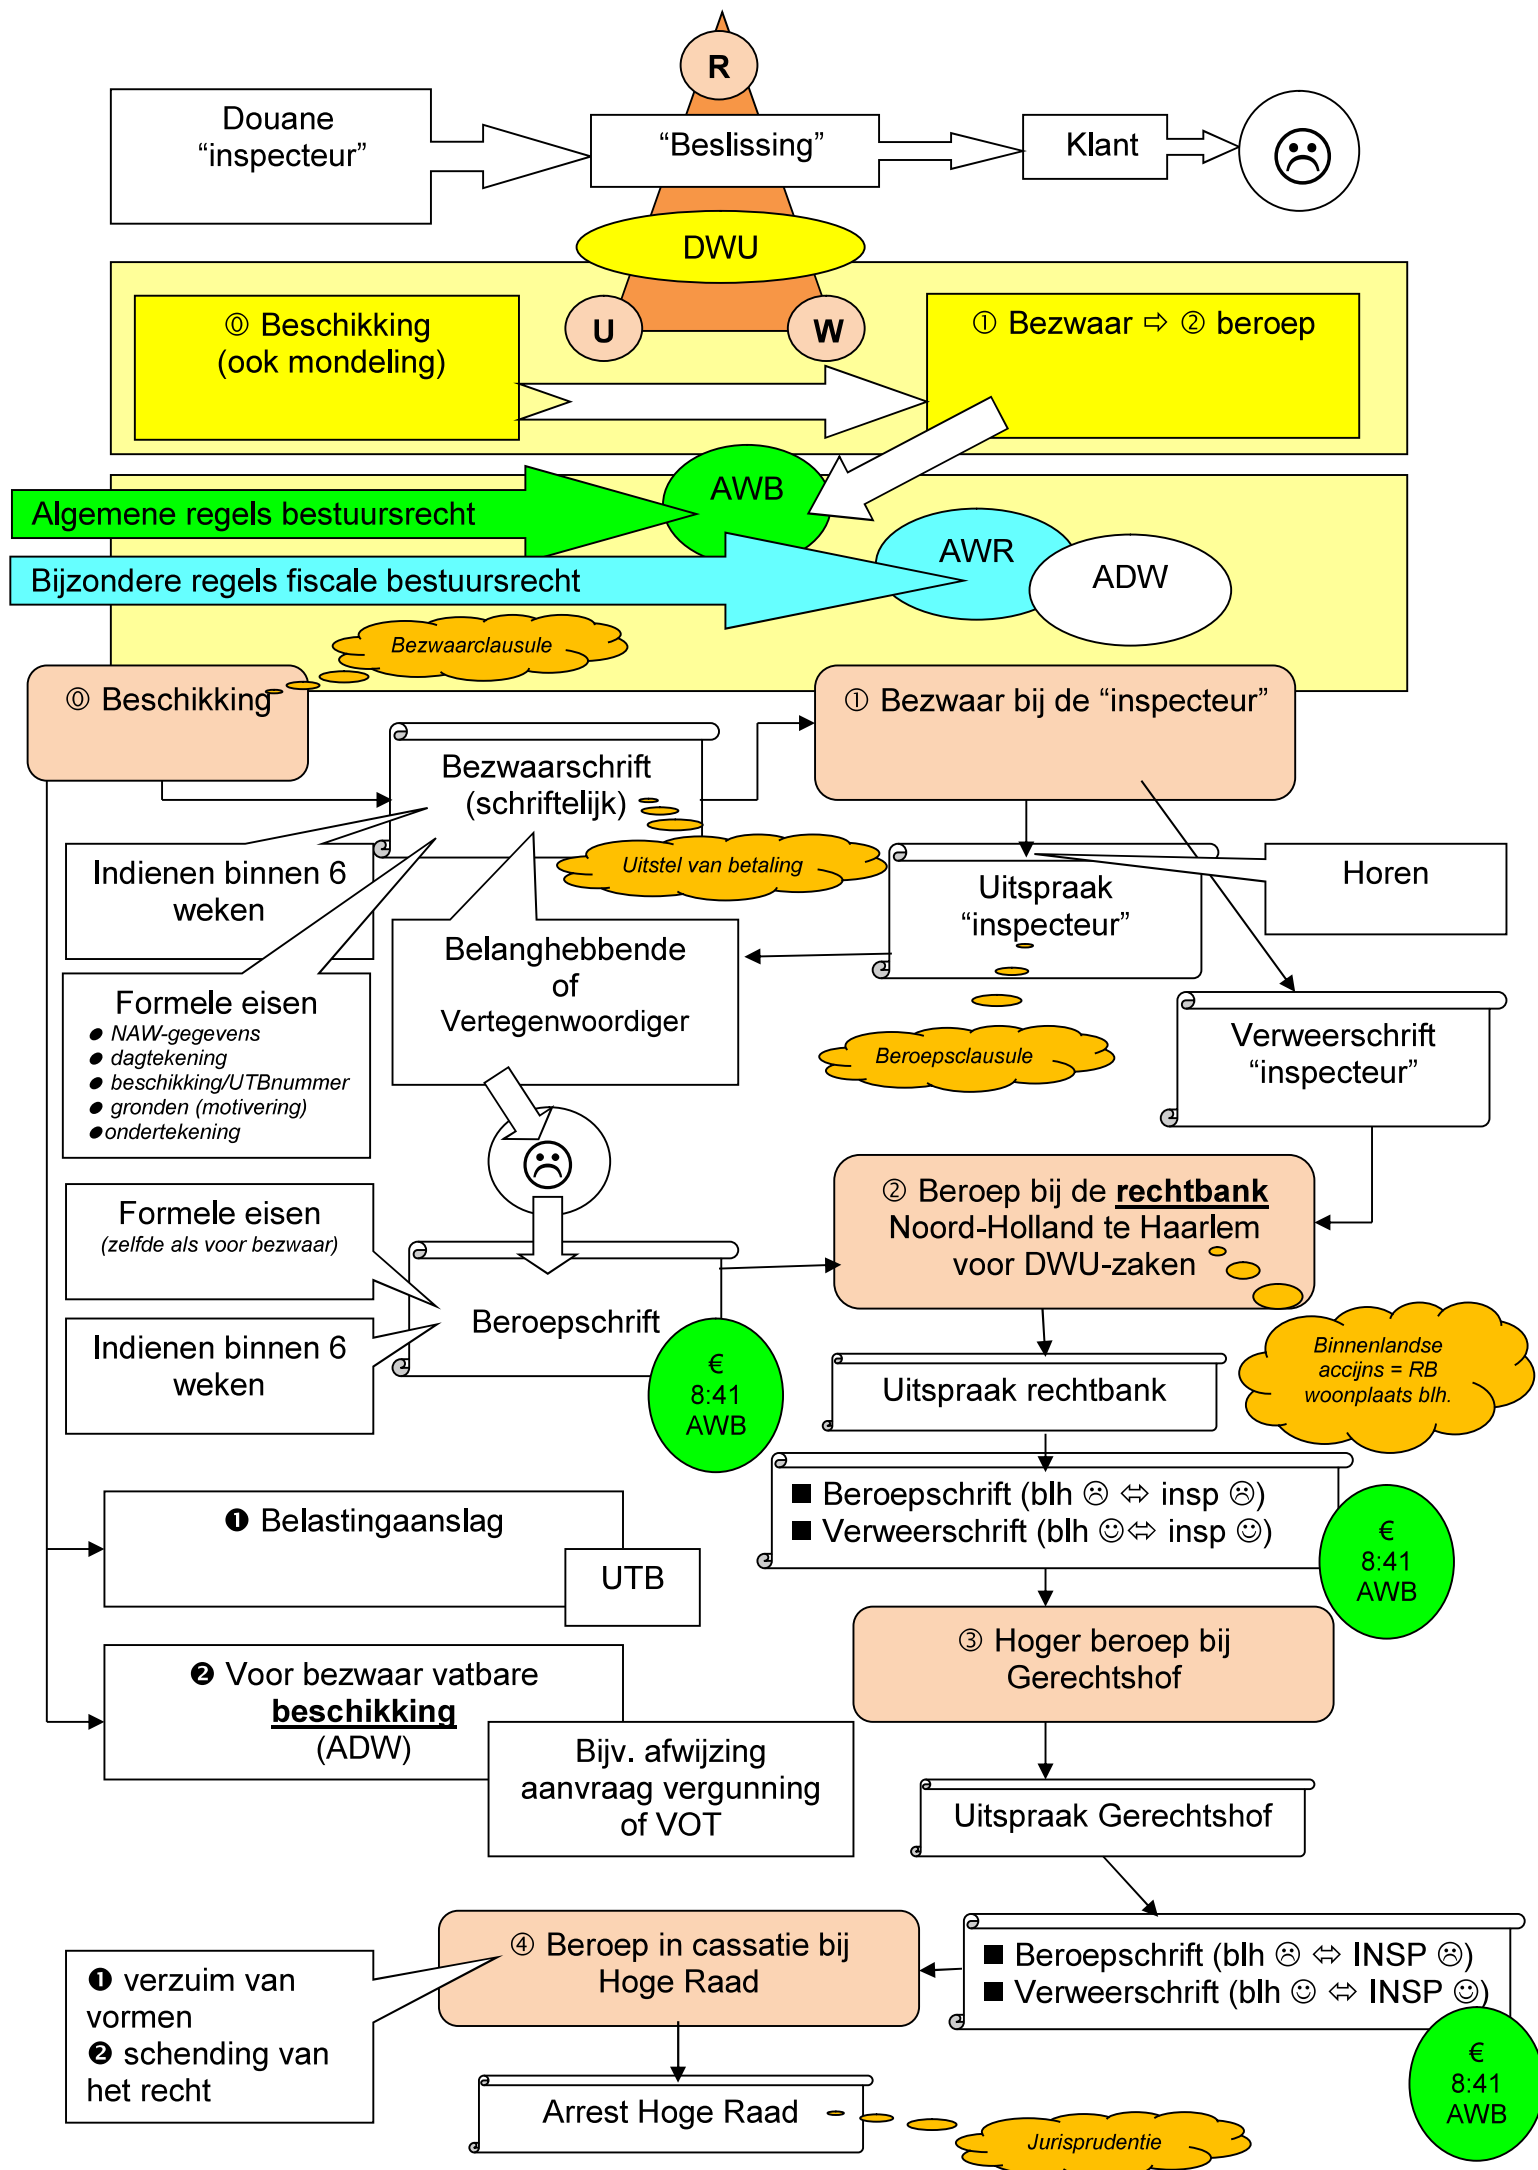 R
Douane
“inspecteur”
“Beslissing”
Klant
DWU
U
W
⓪ Beschikking
(ook mondeling)
① Bezwaar ⇨ ② beroep
AWB
Algemene regels bestuursrecht
AWR
ADW
Bijzondere regels fiscale bestuursrecht
Bezwaarclausule
⓪ Beschikking
① Bezwaar bij de “inspecteur”
Bezwaarschrift
(schriftelijk)
Uitstel van betaling
Indienen binnen 6
weken
Uitspraak
“inspecteur”
Horen
Belanghebbende
of
Vertegenwoordiger
Formele eisen
● NAW-gegevens
● dagtekening
● beschikking/UTBnummer
● gronden (motivering)
● ondertekening
Beroepsclausule
Verweerschrift
“inspecteur”
② Beroep bij de rechtbank
Noord-Holland te Haarlem
voor DWU-zaken
Formele eisen
(zelfde als voor bezwaar)
Beroepschrift
Indienen binnen 6
weken
€
8:41
AWB
Binnenlandse
accijns = RB
woonplaats blh.
Uitspraak rechtbank
■ Beroepschrift (blh ☹ ⇔ insp ☹)
■ Verweerschrift (blh ☺⇔ insp ☺)
€
8:41
AWB
❶ Belastingaanslag
UTB
③ Hoger beroep bij
Gerechtshof
❷ Voor bezwaar vatbare
beschikking
(ADW)
Bijv. afwijzing
aanvraag vergunning
of VOT
Uitspraak Gerechtshof
■ Beroepschrift (blh ☹ ⇔ INSP ☹)
■ Verweerschrift (blh ☺ ⇔ INSP ☺)
€
8:41
AWB
④ Beroep in cassatie bij
Hoge Raad
❶ verzuim van
vormen
❷ schending van
het recht
Arrest Hoge Raad
Jurisprudentie